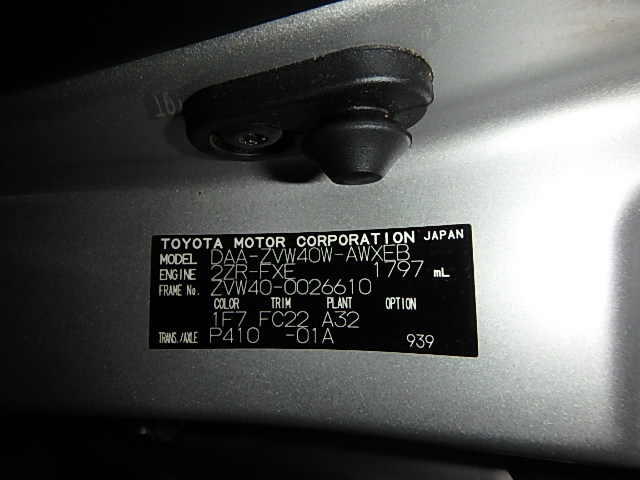 TOYOTA MOTOR CORPORATION JAPAN
MODEL DAA-ZVW40W-AWXEB
ENGINE 2ZR-FXE 1797 mL
FRAME No. ZVW40-0026610
COLOR TRIM PLANT OPTION
1F7 FC22 A32
TRANS./AXLE P410 -01A 939